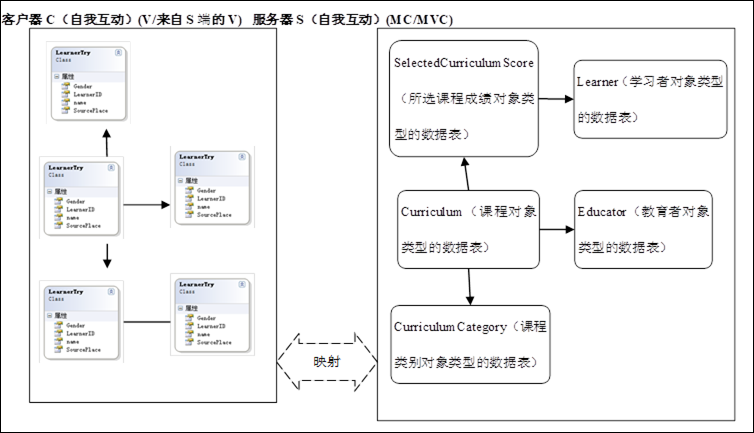 客户器 C（自我互动）(V/来自 S 端的 V) 服务器 S（自我互动）(MC/MVC)
LearnerTry
Class
属性
Gender
LearnerID
name
SourcePlace
LearnerTry
Class
属性
Gender
LearnerID
name
SourcePlace
LearnerTry
Class
属性
Gender
LearnerID
name
SourcePlace
LearnerTry
Class
属性
Gender
LearnerID
name
SourcePlace
LearnerTry
Class
属性
Gender
LearnerID
name
SourcePlace
映射
SelectedCurriculum Score
（所选课程成绩对象类
型的数据表）
Learner（学习者对象类型
的数据表）
Curriculum（课程对象
类型的数据表）
Educator（教育者对象
类型的数据表）
Curriculum Category（课程
类别对象类型的数据表）